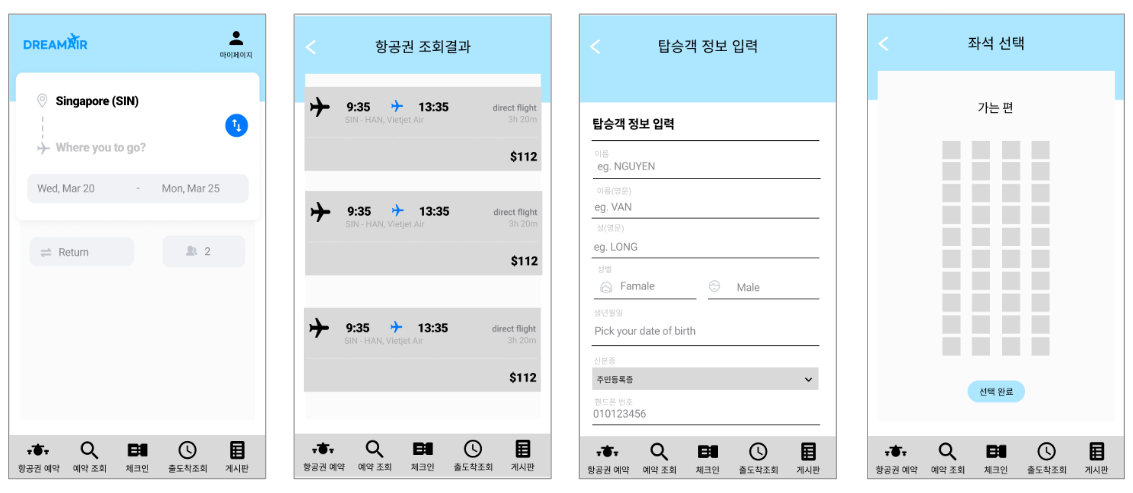 DREAMAIR
마이페이지
Singapore (SIN)
Where you to go?
Wed, Mar 20 - Mon, Mar 25
Return
2
항공권 예약 예약 조회 체크인 출도착조회 게시판
항공권 조회결과
9:35 13:35 direct flight
SIN - HAN, Vietjet Air 3h 20m
$112
9:35 13:35 direct flight
SIN - HAN, Vietjet Air 3h 20m
$112
9:35 13:35 direct flight
SIN - HAN, Vietjet Air 3h 20m
$112
항공권 예약 예약 조회 체크인 출도착조회 게시판
탑승객 정보 입력
탑승객 정보 입력
이름
eg. NGUYEN
이름(영문)
eg. VAN
성(영문)
eg. LONG
성별
Famale Male
생년월일
Pick your date of birth
신분증
주민등록증
핸드폰 번호
010123456
항공권 예약 예약 조회 체크인 출도착조회 게시판
좌석 선택
가는 편
선택 완료
항공권 예약 예약 조회 체크인 출도착조회 게시판